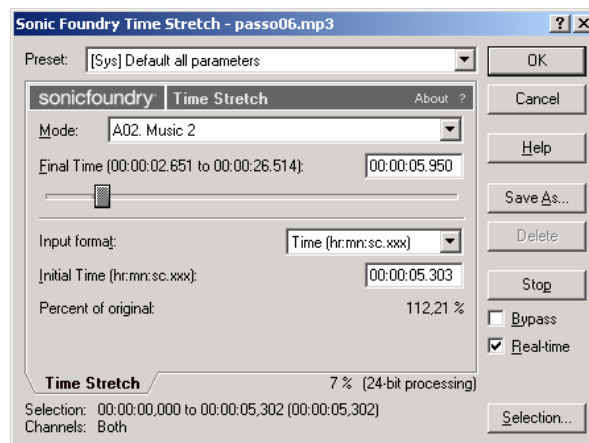 Sonic Foundry Time Stretch - passo06.mp3
Preset: [Sys] Default all parameters
OK
sonicfoundry Time Stretch About ?
Cancel
Mode: A02. Music 2
Help
Final Time (00:00:02.651 to 00:00:26.514): 00:00:05.950
Save As...
Input format: Time (hr:mn:sc.xxx)
Delete
Initial Time (hr:mn:sc.xxx): 00:00:05.303
Stop
Percent of original: 112,21 %
Bypass
Real-time
Time Stretch 7 % (24-bit processing)
Selection: 00:00:00,000 to 00:00:05,302 (00:00:05,302)
Channels: Both
Selection...